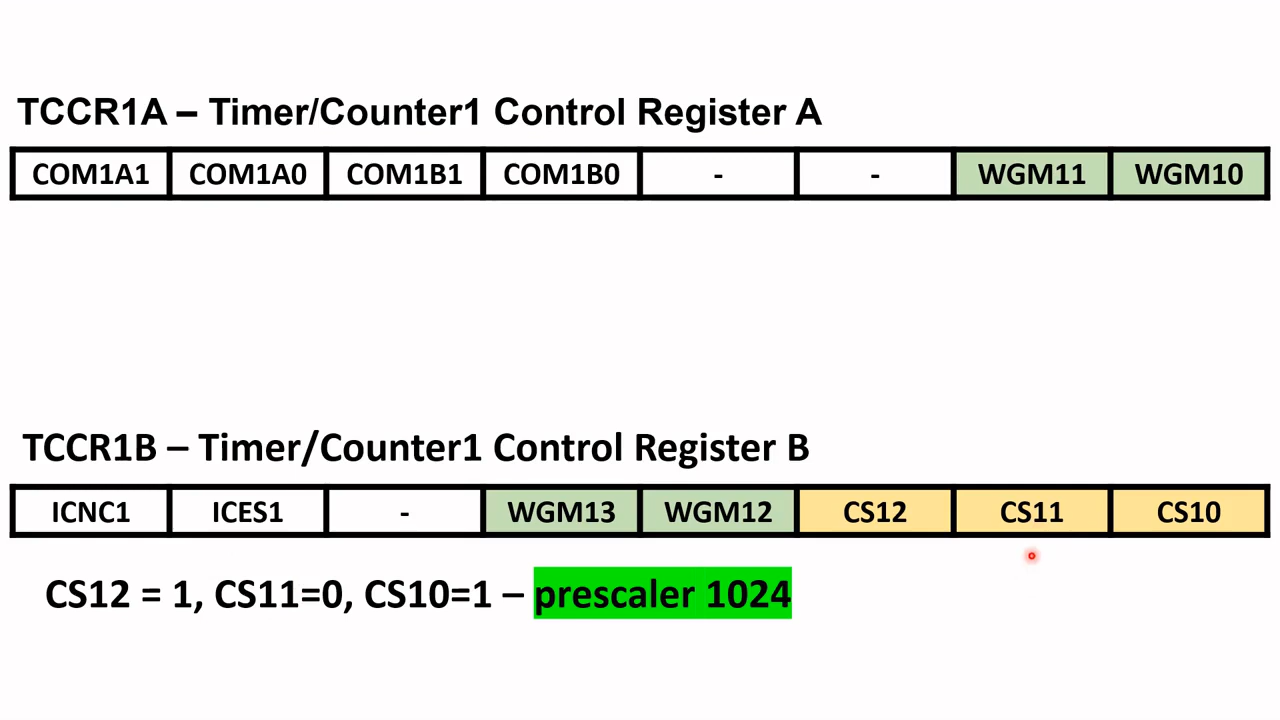 TCCR1A – Timer/Counter1 Control Register A
COM1A1 COM1A0 COM1B1 COM1B0 - - WGM11 WGM10
TCCR1B – Timer/Counter1 Control Register B
ICNC1 ICES1 - WGM13 WGM12 CS12 CS11 CS10
CS12 = 1, CS11=0, CS10=1 – prescaler 1024